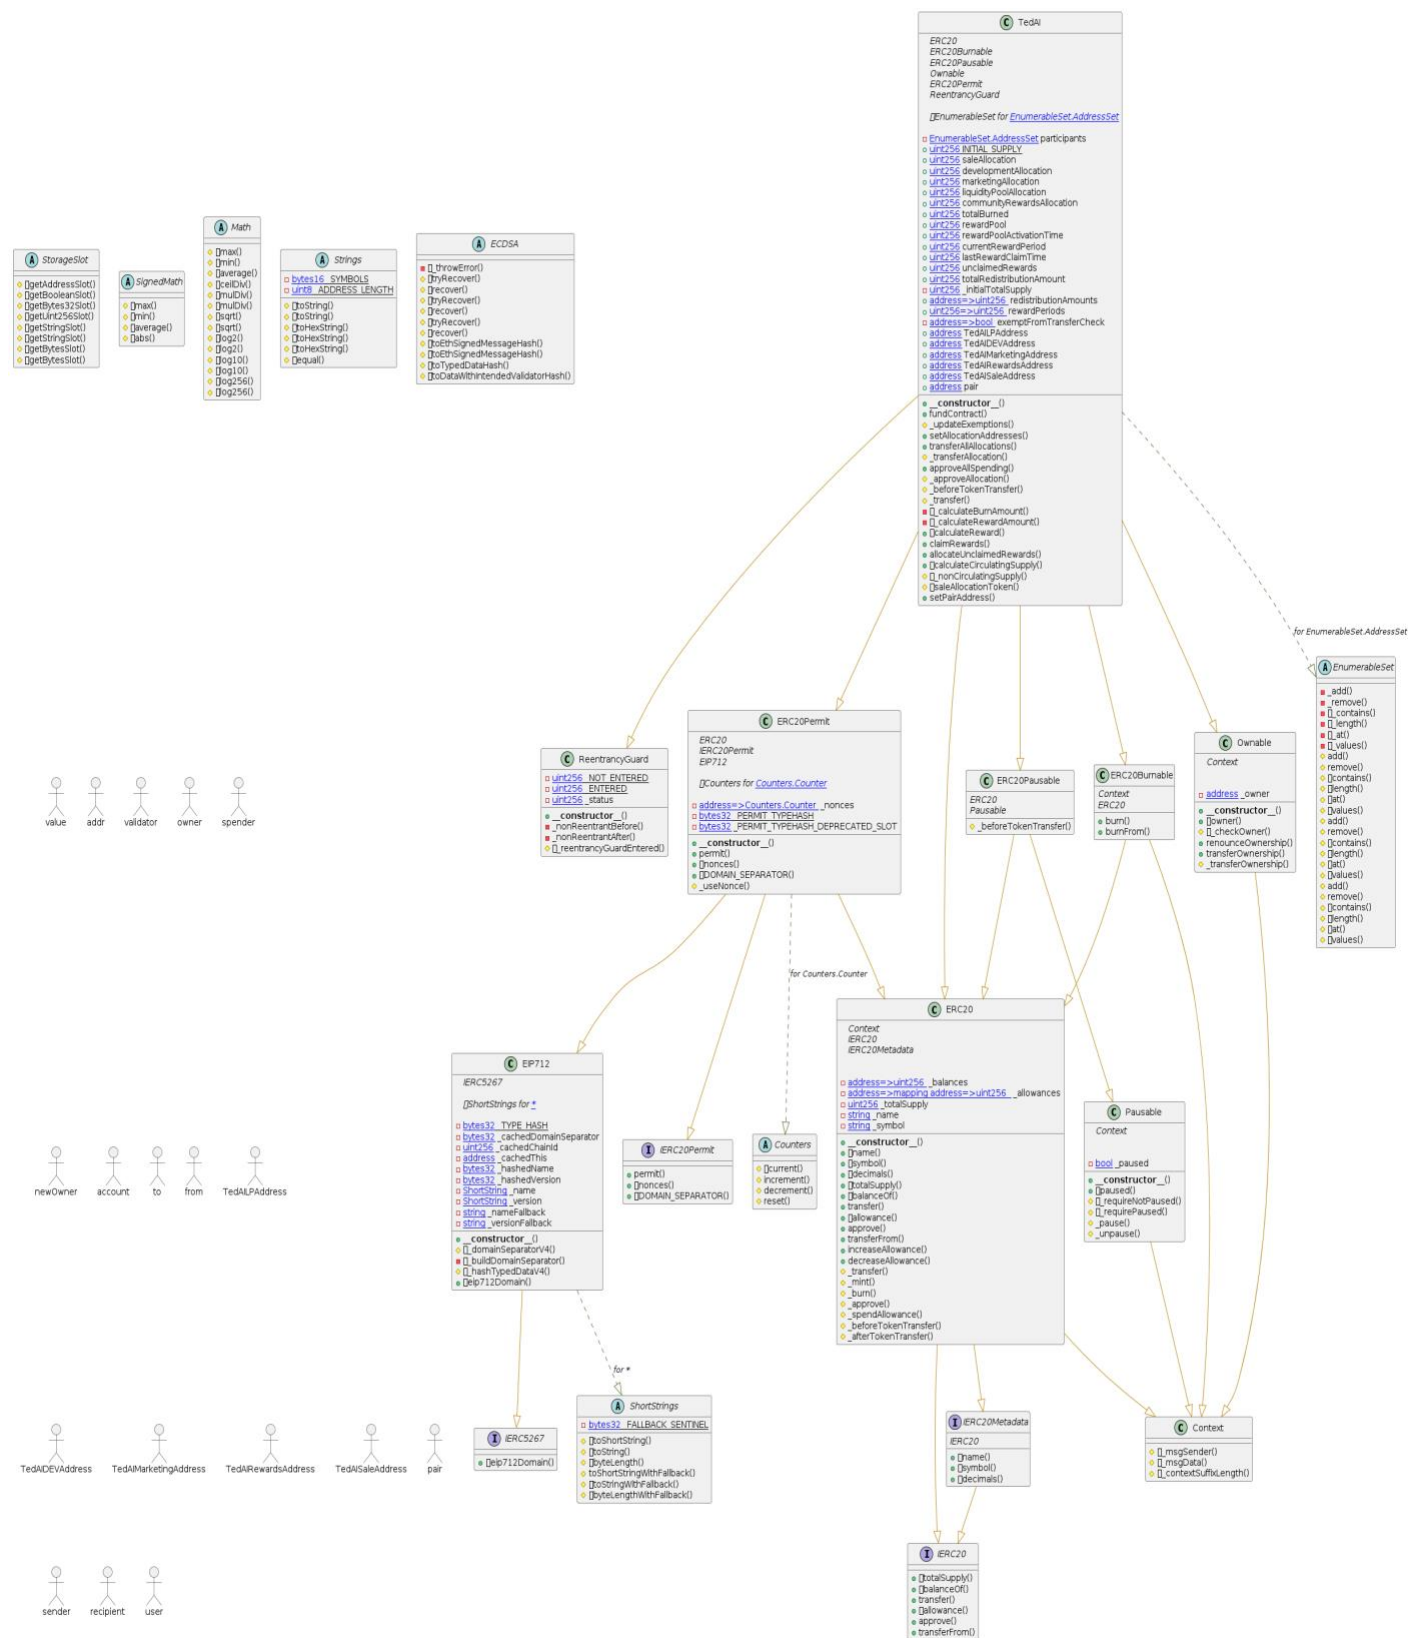 TedAI
ERC20
ERC20Burnable
ERC20Pausable
Ownable
ERC20Permit
ReentrancyGuard
EnumerableSet for EnumerableSet.AddressSet
EnumerableSet.AddressSet participants
uint256 INITIAL_SUPPLY
uint256 saleAllocation
uint256 developmentAllocation
uint256 marketingAllocation
uint256 liquidityPoolAllocation
uint256 communityRewardsAllocation
uint256 totalBurned
uint256 rewardPool
uint256 rewardPoolActivationTime
uint256 currentRewardPeriod
uint256 lastRewardClaimTime
uint256 unclaimedRewards
uint256 totalRedistributionAmount
uint256 _initialTotalSupply
address=>uint256 redistributionAmounts
uint256=>uint256 rewardPeriods
address=>bool exemptFromTransferCheck
address TedAILPAddress
address TedAIDEVAddress
address TedAIMarketingAddress
address TedAIRewardsAddress
address TedAISaleAddress
address pair
__constructor__()
fundContract()
_updateExemptions()
setAllocationAddresses()
transferAllAllocations()
_transferAllocation()
approveAllSpending()
_approveAllocation()
_beforeTokenTransfer()
_transfer()
_calculateBurnAmount()
_calculateRewardAmount()
calculateReward()
claimRewards()
allocateUnclaimedRewards()
calculateCirculatingSupply()
_nonCirculatingSupply()
saleAllocationToken()
setPairAddress()
StorageSlot
getAddressSlot()
getBooleanSlot()
getBytes32Slot()
getUint256Slot()
getStringSlot()
getStringSlot()
getBytesSlot()
getBytesSlot()
SignedMath
max()
min()
average()
abs()
Math
max()
min()
average()
ceilDiv()
mulDiv()
mulDiv()
sqrt()
sqrt()
log2()
log2()
log10()
log10()
log256()
log256()
Strings
bytes16 _SYMBOLS
uint8 _ADDRESS_LENGTH
toString()
toString()
toHexString()
toHexString()
toHexString()
equal()
ECDSA
_throwError()
tryRecover()
recover()
tryRecover()
recover()
tryRecover()
recover()
toEthSignedMessageHash()
toEthSignedMessageHash()
toTypedDataHash()
toDataWithIntendedValidatorHash()
for EnumerableSet.AddressSet
EnumerableSet
_add()
_remove()
_contains()
_length()
_at()
_values()
add()
remove()
contains()
length()
at()
values()
add()
remove()
contains()
length()
at()
values()
add()
remove()
contains()
length()
at()
values()
value
addr
validator
owner
spender
ReentrancyGuard
uint256 _NOT_ENTERED
uint256 _ENTERED
uint256 _status
__constructor__()
_nonReentrantBefore()
_nonReentrantAfter()
_reentrancyGuardEntered()
ERC20Permit
ERC20
IERC20Permit
EIP712
Counters for Counters.Counter
address=>Counters.Counter _nonces
bytes32 _PERMIT_TYPEHASH
bytes32 _PERMIT_TYPEHASH_DEPRECATED_SLOT
__constructor__()
permit()
nonces()
DOMAIN_SEPARATOR()
_useNonce()
ERC20Pausable
ERC20
Pausable
_beforeTokenTransfer()
ERC20Burnable
Context
ERC20
burn()
burnFrom()
Ownable
Context
address _owner
__constructor__()
owner()
_checkOwner()
renounceOwnership()
transferOwnership()
_transferOwnership()
for Counters.Counter
EIP712
IERC5267
ShortStrings for *
bytes32 _TYPE_HASH
bytes32 _cachedDomainSeparator
uint256 _cachedChainId
address _cachedThis
bytes32 _hashedName
bytes32 _hashedVersion
ShortString _name
ShortString _version
string _nameFallback
string _versionFallback
__constructor__()
_domainSeparatorV4()
_buildDomainSeparator()
_hashTypedDataV4()
eip712Domain()
IERC20Permit
permit()
nonces()
DOMAIN_SEPARATOR()
Counters
current()
increment()
decrement()
reset()
ERC20
Context
IERC20
IERC20Metadata
address=>uint256 _balances
address=>mapping address=>uint256 _allowances
uint256 _totalSupply
string _name
string _symbol
__constructor__()
name()
symbol()
decimals()
totalSupply()
balanceOf()
transfer()
allowance()
approve()
transferFrom()
increaseAllowance()
decreaseAllowance()
_transfer()
_mint()
_burn()
_approve()
_spendAllowance()
_beforeTokenTransfer()
_afterTokenTransfer()
Pausable
Context
bool _paused
__constructor__()
paused()
_requireNotPaused()
_requirePaused()
_pause()
_unpause()
newOwner
account
to
from
TedAILPAddress
for *
TedAIDEVAddress
TedAIMarketingAddress
TedAIRewardsAddress
TedAISaleAddress
pair
IERC5267
eip712Domain()
ShortStrings
bytes32 _FALLBACK_SENTINEL
toShortString()
toString()
byteLength()
toShortStringWithFallback()
toStringWithFallback()
byteLengthWithFallback()
IERC20Metadata
IERC20
name()
symbol()
decimals()
Context
_msgSender()
_msgData()
_contextSuffixLength()
sender
recipient
user
IERC20
totalSupply()
balanceOf()
transfer()
allowance()
approve()
transferFrom()